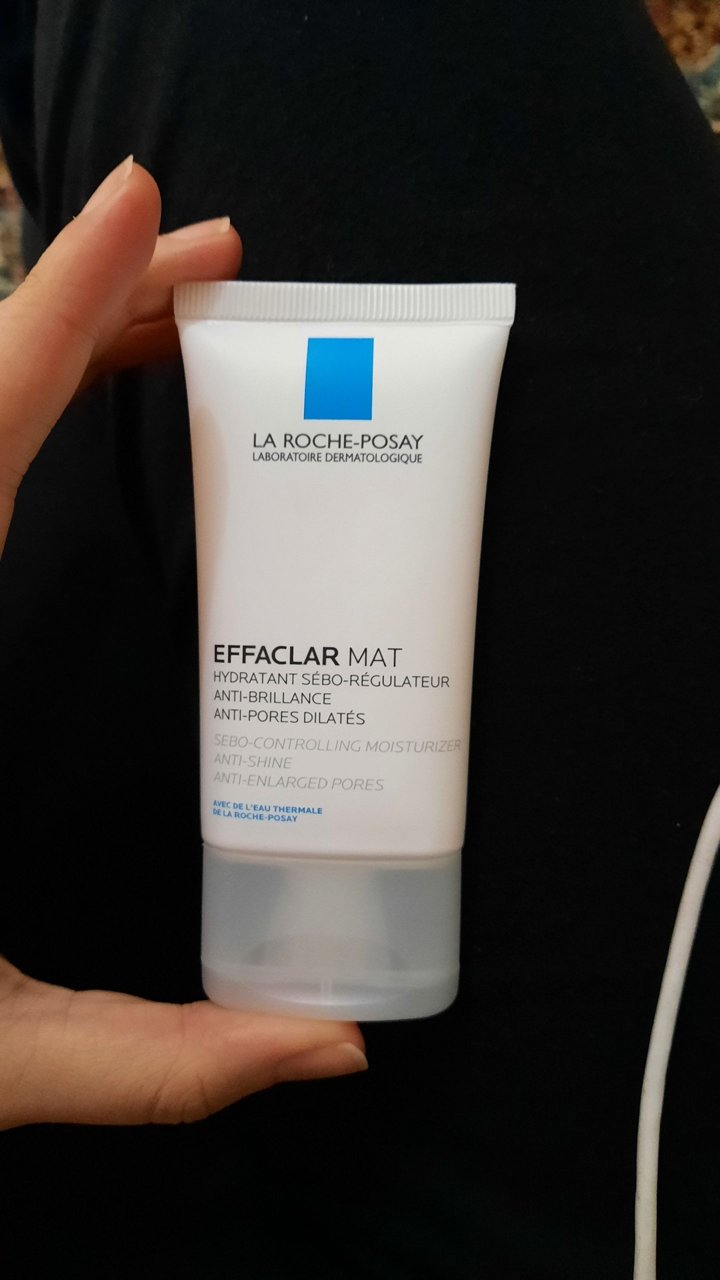 LA ROCHE-POSAY
LABORATOIRE DERMATOLOGIQUE
EFFACLAR MAT
HYDRATANT SÉBO-RÉGULATEUR
ANTI-BRILLANCE
ANTI-PORES DILATÉS
SEBO-CONTROLLING MOISTURIZER
ANTI-SHINE
ANTI-ENLARGED PORES
AVEC DE L'EAU THERMALE
DE LA ROCHE-POSAY